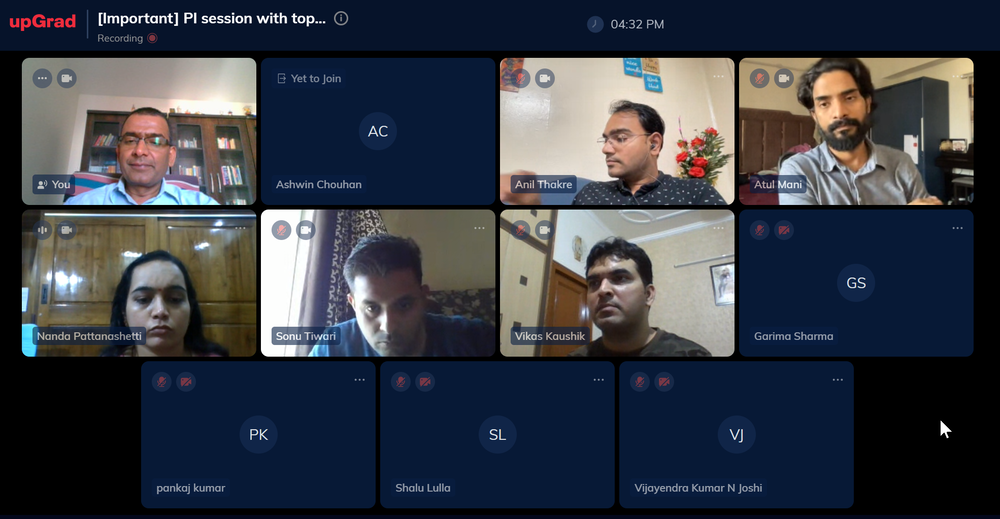 upGrad
[Important] PI session with top...
Recording
04:32 PM
You
Yet to Join
AC
Ashwin Chouhan
Anil Thakre
Atul Mani
Nanda Pattanashetti
Sonu Tiwari
Vikas Kaushik
GS
Garima Sharma
PK
pankaj kumar
SL
Shalu Lulla
VJ
Vijayendra Kumar N Joshi